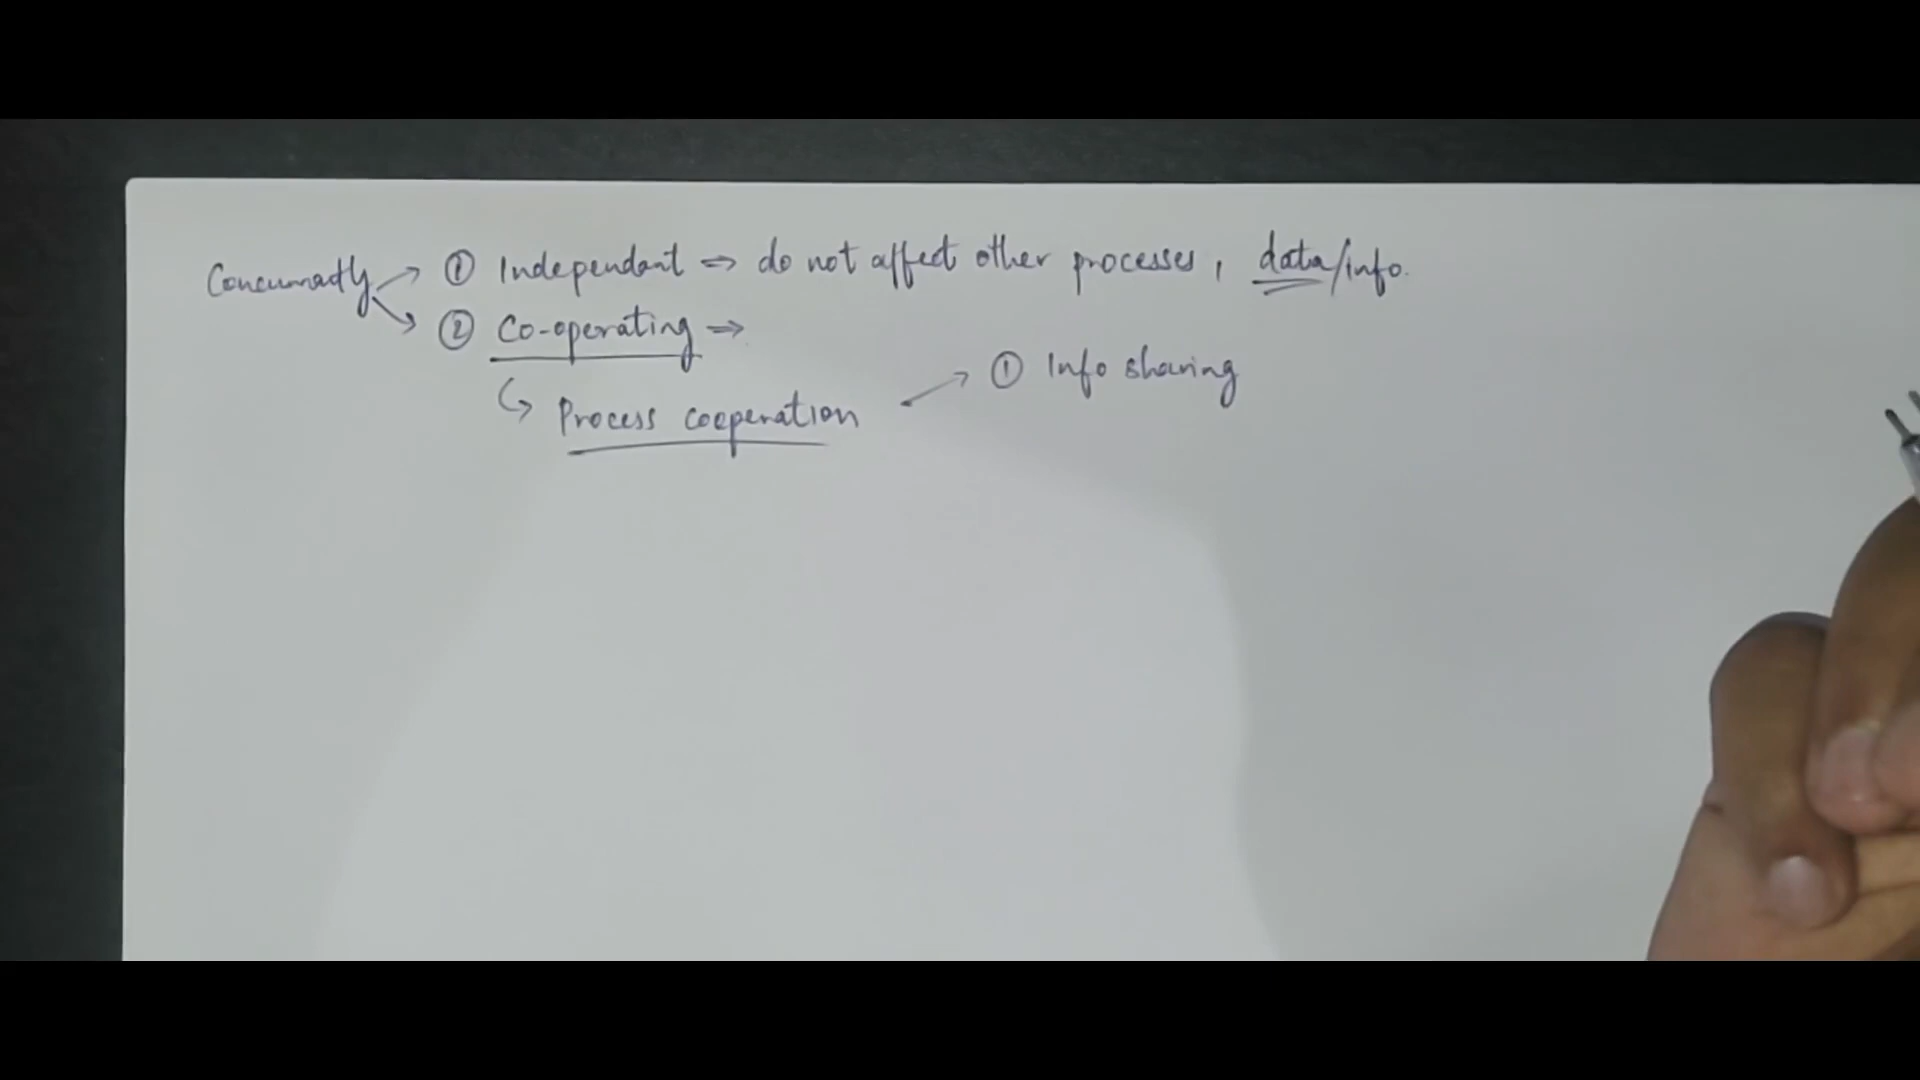 Concurrently → ① Independant ⇒ do not affect other processes, data/info.
② Co-operating ⇒
↳ Process cooperation → ① Info sharing